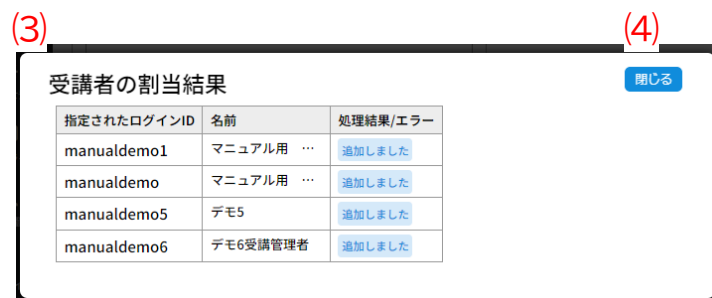 (3)
(4)
受講者の割当結果
閉じる
指定されたログインID 名前 処理結果/エラー
manualdemo1 マニュアル用 … 追加しました
manualdemo マニュアル用 … 追加しました
manualdemo5 デモ5 追加しました
manualdemo6 デモ6受講管理者 追加しました